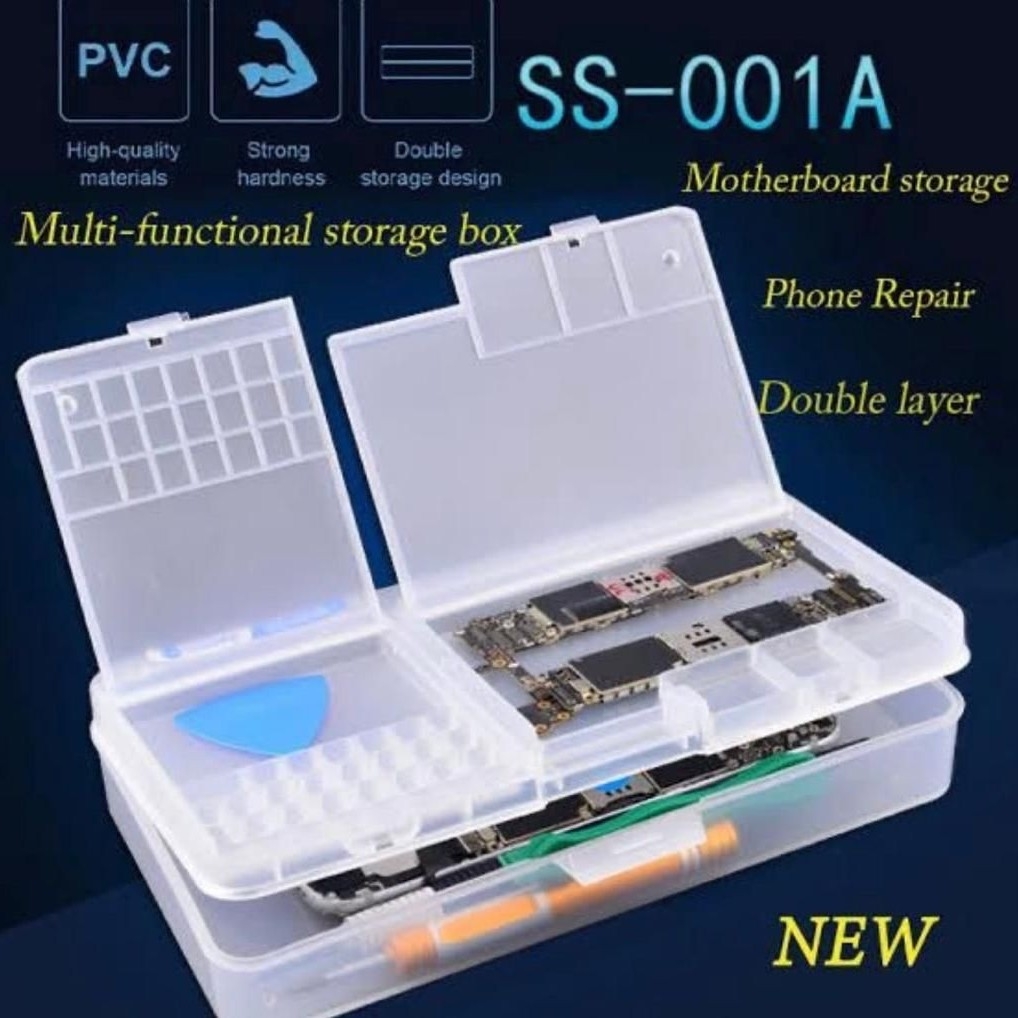 PVC
SS-001A
High-quality
materials
Strong
hardness
Double
storage design
Motherboard storage
Multi-functional storage box
Phone Repair
Double layer
NEW